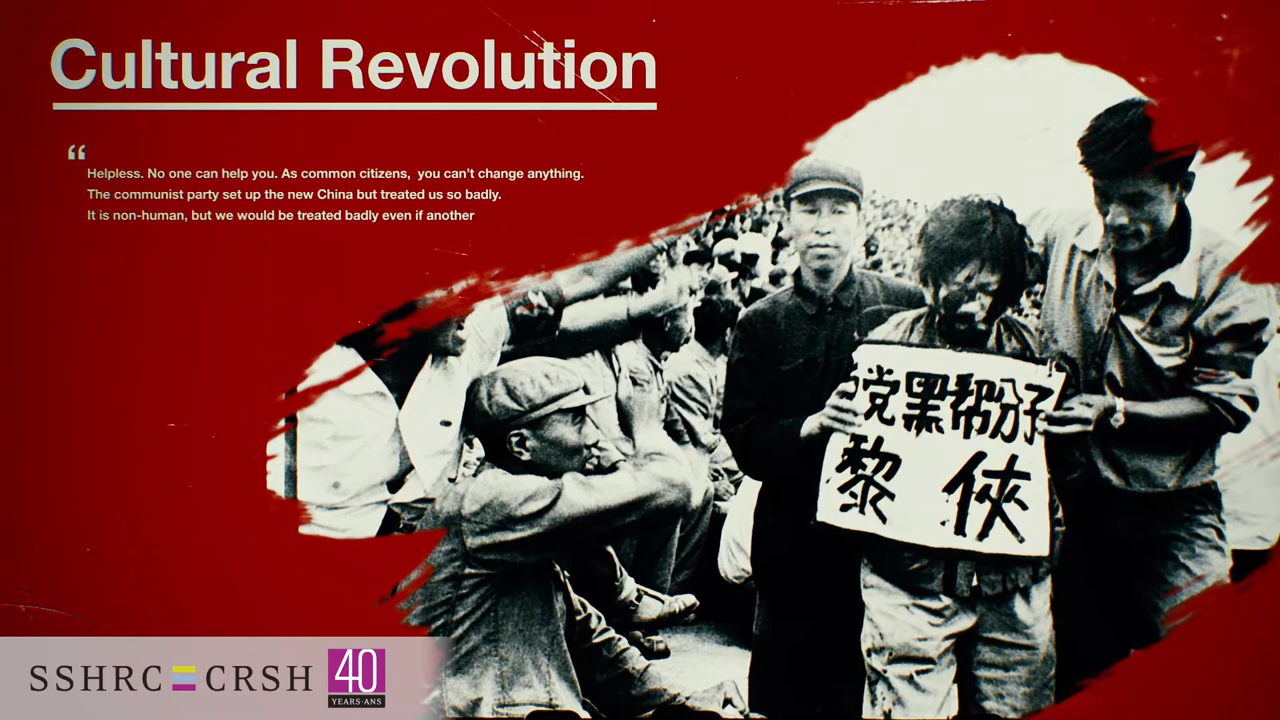 Cultural Revolution
“
Helpless. No one can help you. As common citizens,  you can’t change anything.
The communist party set up the new China but treated us so badly.
It is non-human, but we would be treated badly even if another
党黑帮分子
黎 俠
SSHRC CRSH 40
YEARS·ANS